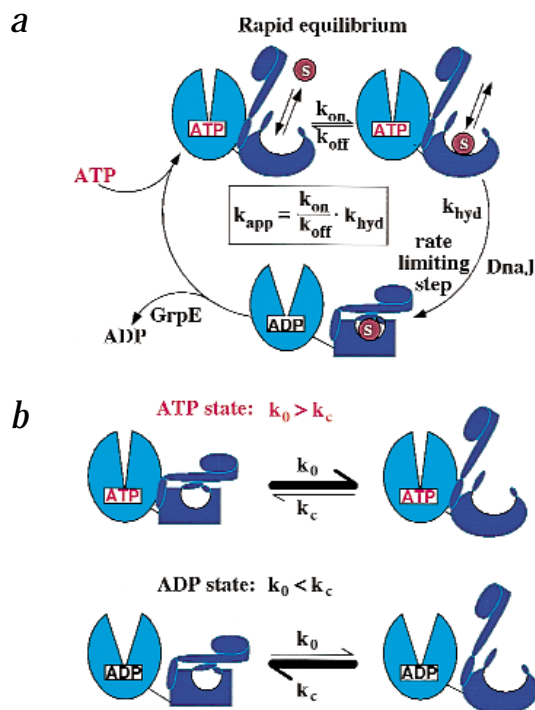 a
Rapid equilibrium
S
k_on
k_off
ATP
ATP
S
ATP
k_app = k_on / k_off · k_hyd
k_hyd
rate
limiting
step
DnaJ
GrpE
ADP
ADP
S
b
ATP state: k_0 > k_c
ATP
k_0
k_c
ATP
ADP state: k_0 < k_c
ADP
k_0
k_c
ADP